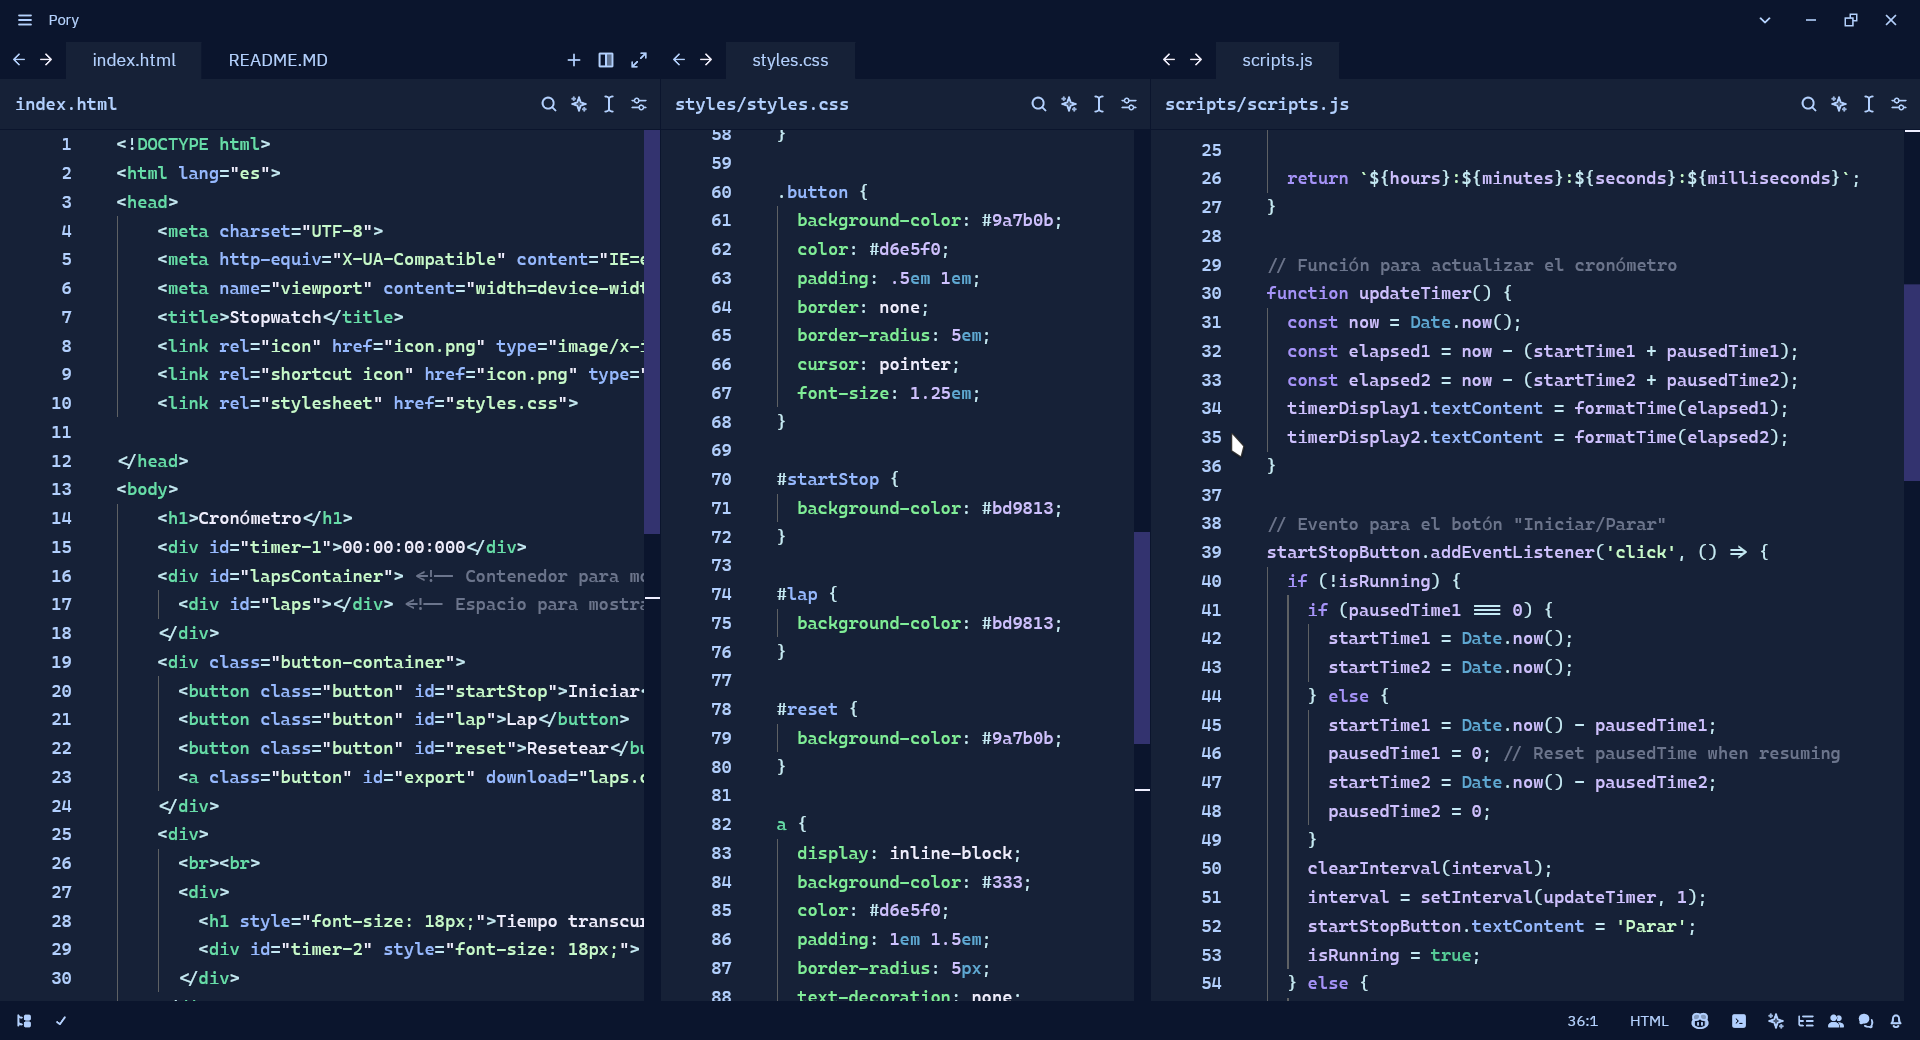 Pory
index.html
README.MD
styles.css
scripts.js
index.html
1 <!DOCTYPE html>
2 <html lang="es">
3 <head>
4 <meta charset="UTF-8">
5 <meta http-equiv="X-UA-Compatible" content="IE=
6 <meta name="viewport" content="width=device-widt
7 <title>Stopwatch</title>
8 <link rel="icon" href="icon.png" type="image/x-i
9 <link rel="shortcut icon" href="icon.png" type="
10 <link rel="stylesheet" href="styles.css">
11
12 </head>
13 <body>
14 <h1>Cronómetro</h1>
15 <div id="timer-1">00:00:00:000</div>
16 <div id="lapsContainer"> <!-- Contenedor para mo
17 <div id="laps"></div> <!-- Espacio para mostra
18 </div>
19 <div class="button-container">
20 <button class="button" id="startStop">Iniciar<
21 <button class="button" id="lap">Lap</button>
22 <button class="button" id="reset">Resetear</bu
23 <a class="button" id="export" download="laps.c
24 </div>
25 <div>
26 <br><br>
27 <div>
28 <h1 style="font-size: 18px;">Tiempo transcur
29 <div id="timer-2" style="font-size: 18px;">
30 </div>
styles/styles.css
58 }
59
60 .button {
61 background-color: #9a7b0b;
62 color: #d6e5f0;
63 padding: .5em 1em;
64 border: none;
65 border-radius: 5em;
66 cursor: pointer;
67 font-size: 1.25em;
68 }
69
70 #startStop {
71 background-color: #bd9813;
72 }
73
74 #lap {
75 background-color: #bd9813;
76 }
77
78 #reset {
79 background-color: #9a7b0b;
80 }
81
82 a {
83 display: inline-block;
84 background-color: #333;
85 color: #d6e5f0;
86 padding: 1em 1.5em;
87 border-radius: 5px;
88 text-decoration: none;
scripts/scripts.js
25
26 return `${hours}:${minutes}:${seconds}:${milliseconds}`;
27 }
28
29 // Función para actualizar el cronómetro
30 function updateTimer() {
31 const now = Date.now();
32 const elapsed1 = now - (startTime1 + pausedTime1);
33 const elapsed2 = now - (startTime2 + pausedTime2);
34 timerDisplay1.textContent = formatTime(elapsed1);
35 timerDisplay2.textContent = formatTime(elapsed2);
36 }
37
38 // Evento para el botón "Iniciar/Parar"
39 startStopButton.addEventListener('click', () => {
40 if (!isRunning) {
41 if (pausedTime1 === 0) {
42 startTime1 = Date.now();
43 startTime2 = Date.now();
44 } else {
45 startTime1 = Date.now() - pausedTime1;
46 pausedTime1 = 0; // Reset pausedTime when resuming
47 startTime2 = Date.now() - pausedTime2;
48 pausedTime2 = 0;
49 }
50 clearInterval(interval);
51 interval = setInterval(updateTimer, 1);
52 startStopButton.textContent = 'Parar';
53 isRunning = true;
54 } else {
36:1
HTML